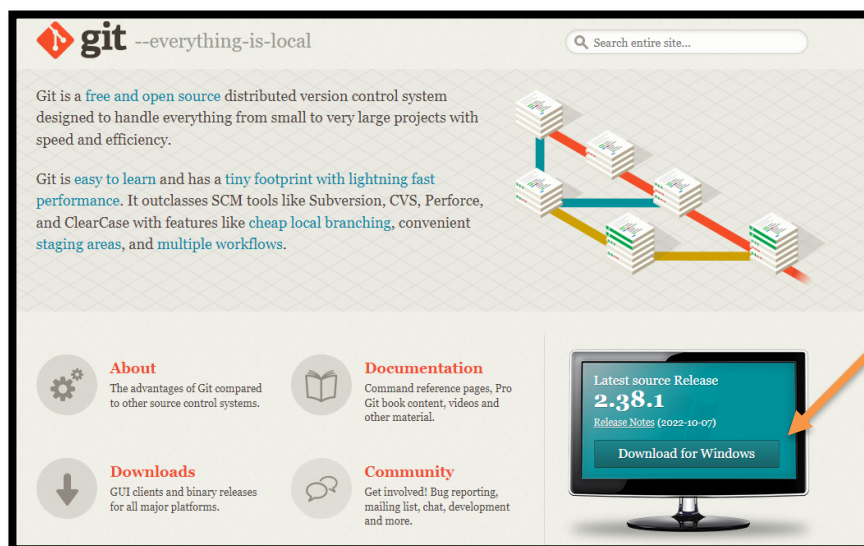 git --everything-is-local
Search entire site...
Git is a free and open source distributed version control system
designed to handle everything from small to very large projects with
speed and efficiency.
Git is easy to learn and has a tiny footprint with lightning fast
performance. It outclasses SCM tools like Subversion, CVS, Perforce,
and ClearCase with features like cheap local branching, convenient
staging areas, and multiple workflows.
About
The advantages of Git compared
to other source control systems.
Documentation
Command reference pages, Pro
Git book content, videos and
other material.
Downloads
GUI clients and binary releases
for all major platforms.
Community
Get involved! Bug reporting,
mailing list, chat, development
and more.
Latest source Release
2.38.1
Release Notes (2022-10-07)
Download for Windows